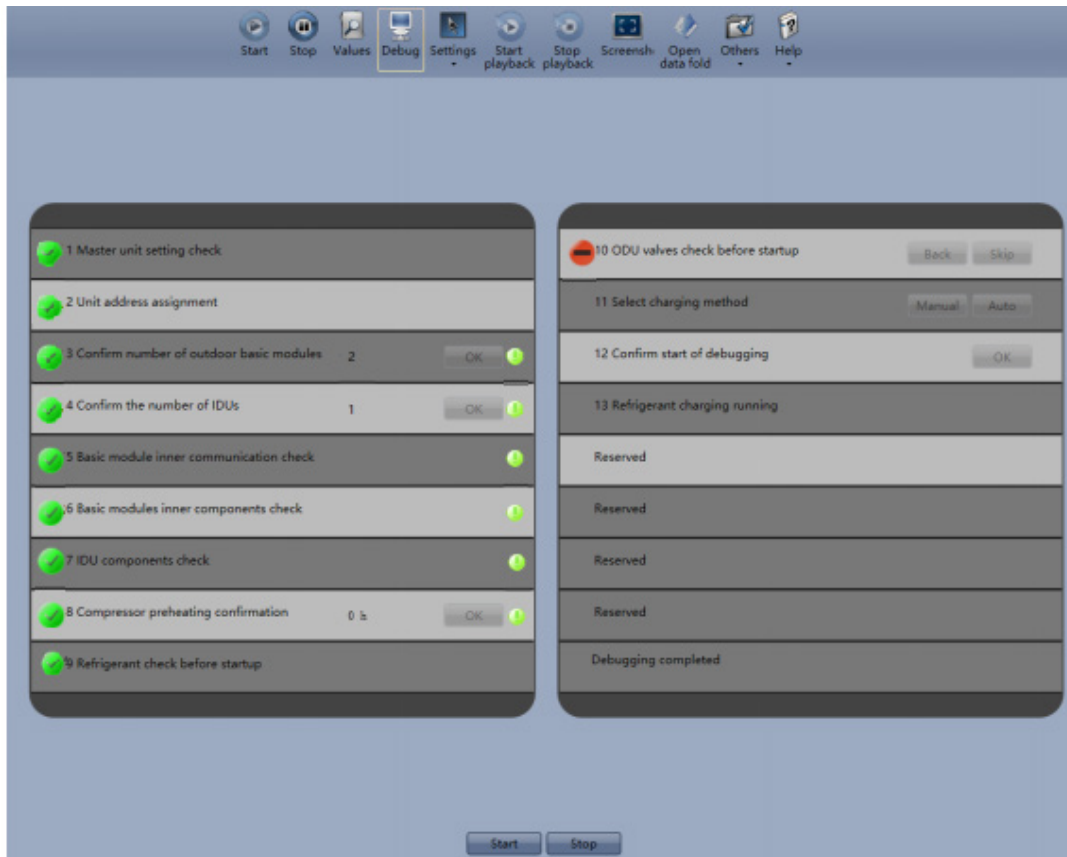 Start
Stop
Values
Debug
Settings
Start
playback
Stop
playback
Screensh
Open
data fold
Others
Help
1 Master unit setting check
2 Unit address assignment
3 Confirm number of outdoor basic modules 2 OK
4 Confirm the number of IDUs 1 OK
5 Basic module inner communication check
6 Basic modules inner components check
7 IDU components check
8 Compressor preheating confirmation 0 OK
9 Refrigerant check before startup
10 ODU valves check before startup Back Skip
11 Select charging method Manual Auto
12 Confirm start of debugging OK
13 Refrigerant charging running
Reserved
Reserved
Reserved
Reserved
Debugging completed
Start Stop